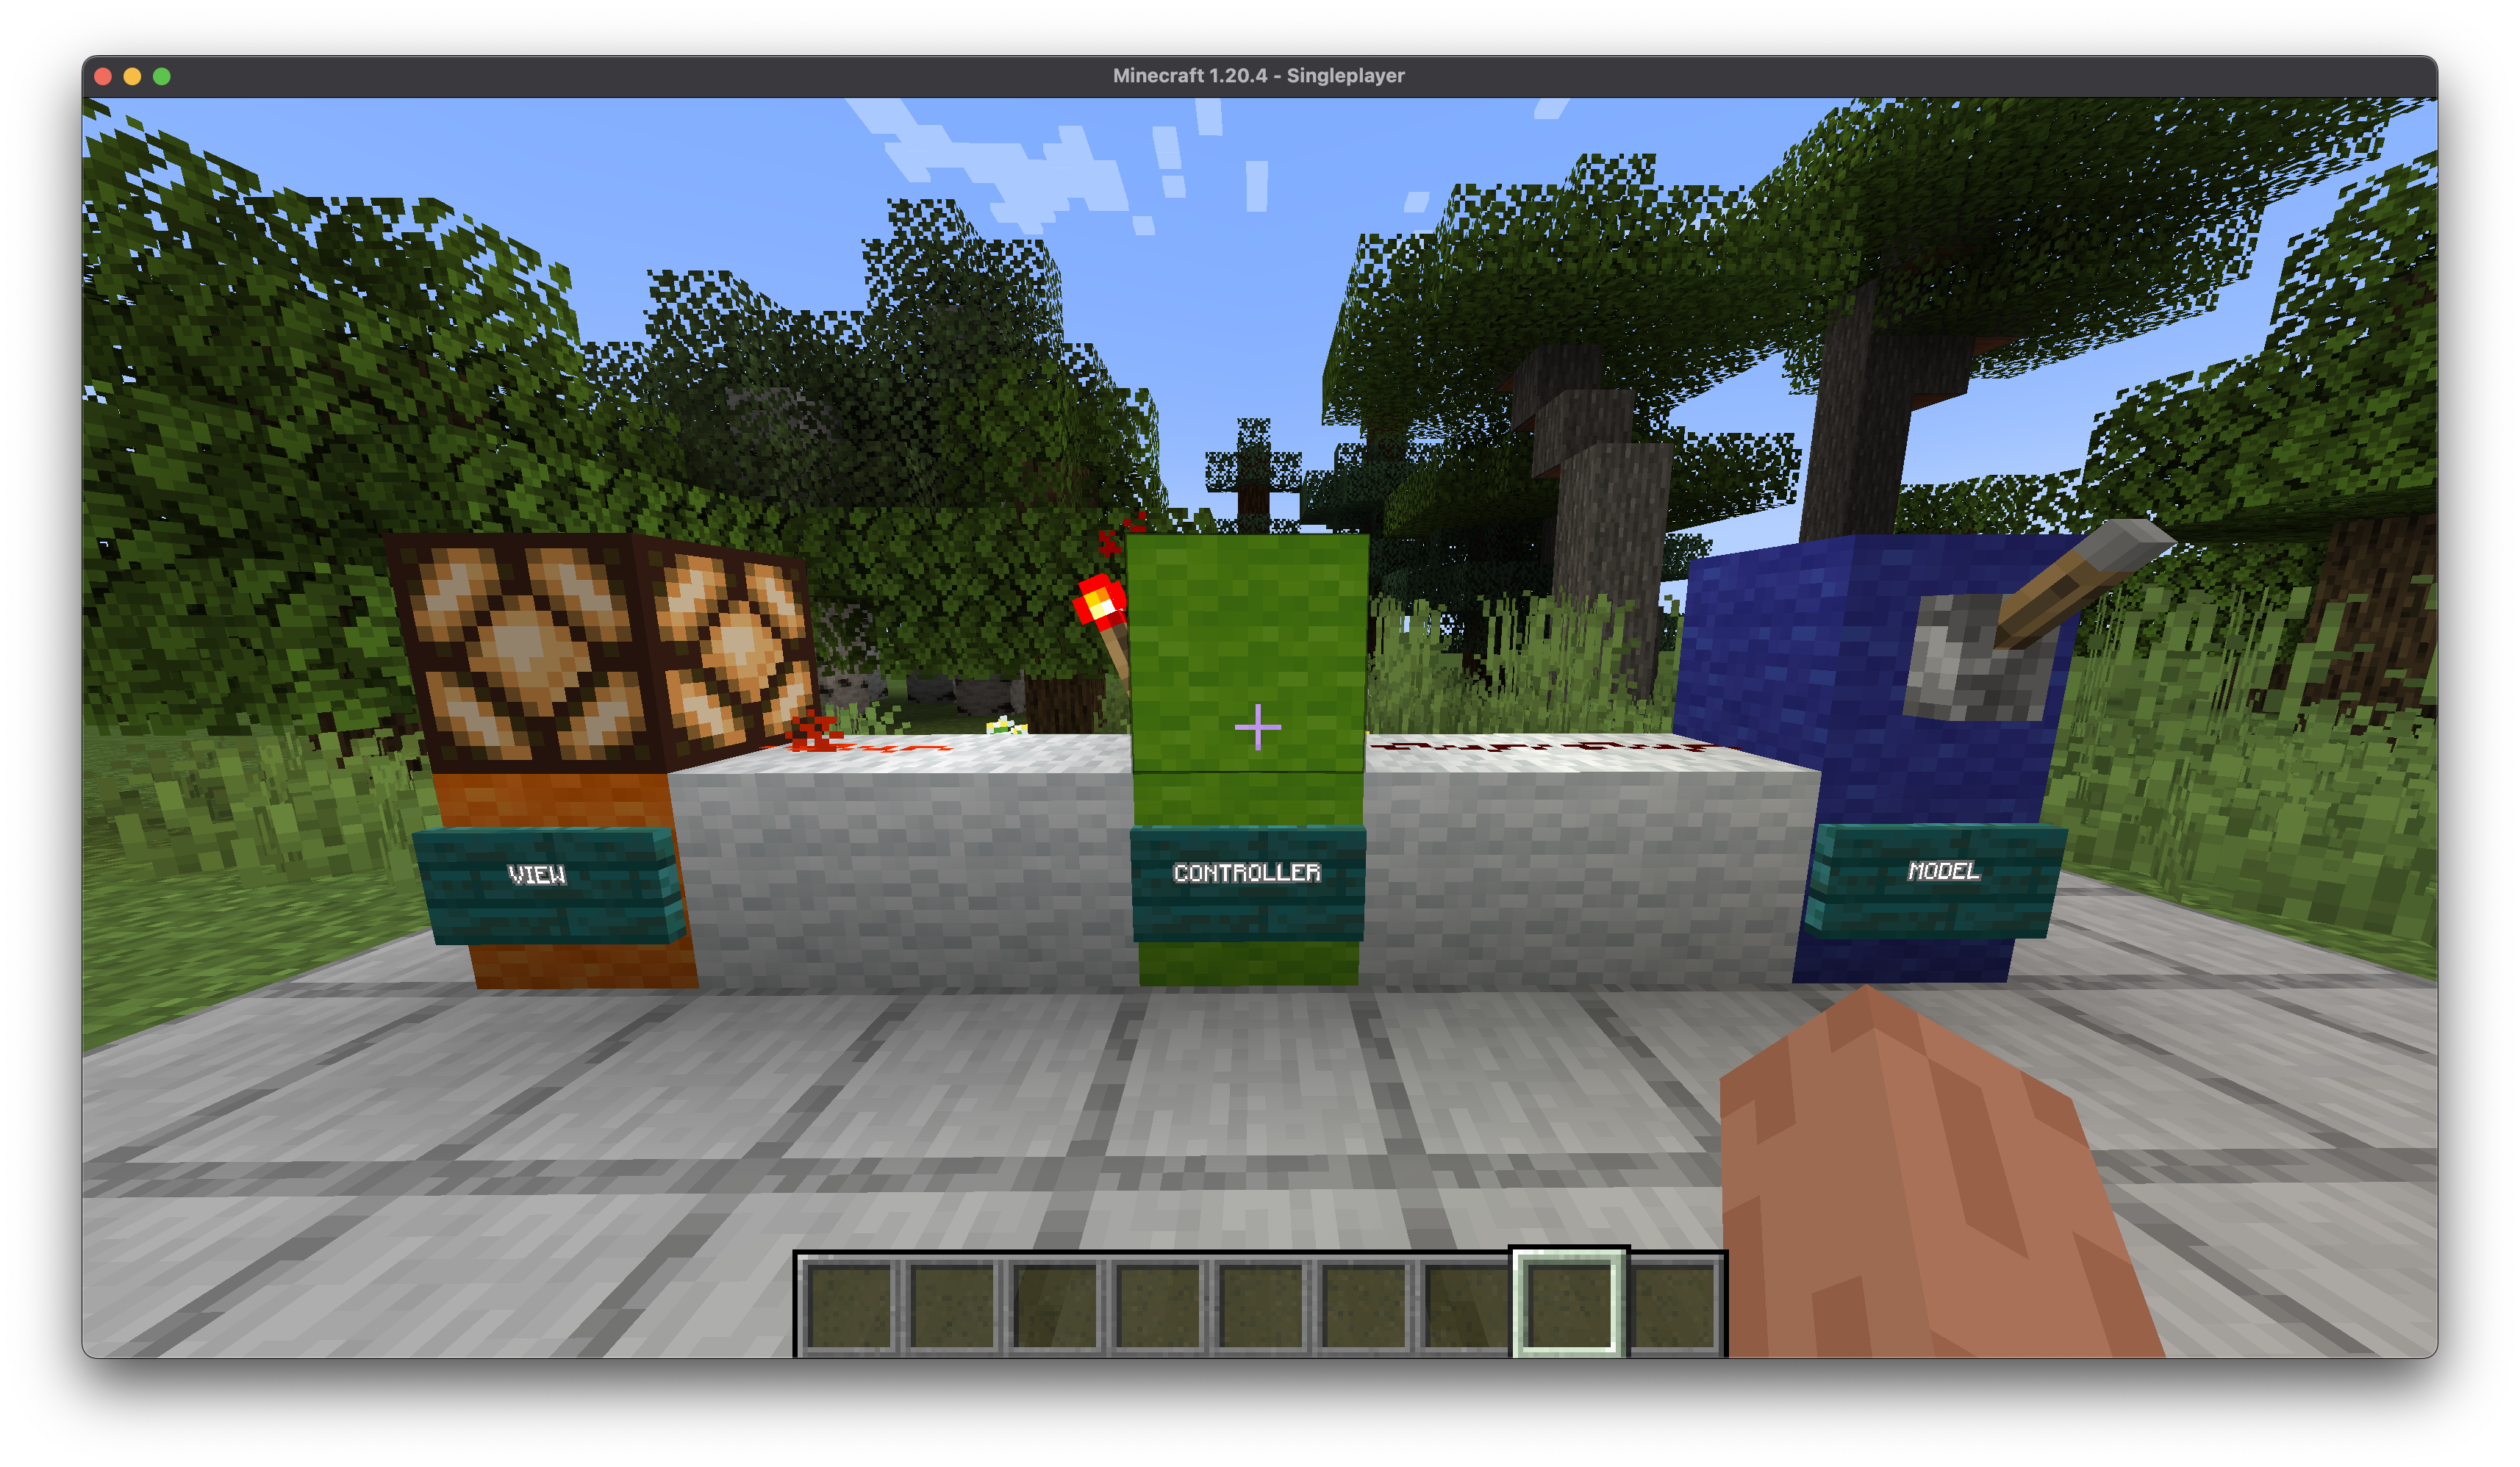 Minecraft 1.20.4 - Singleplayer
VIEW
CONTROLLER
MODEL